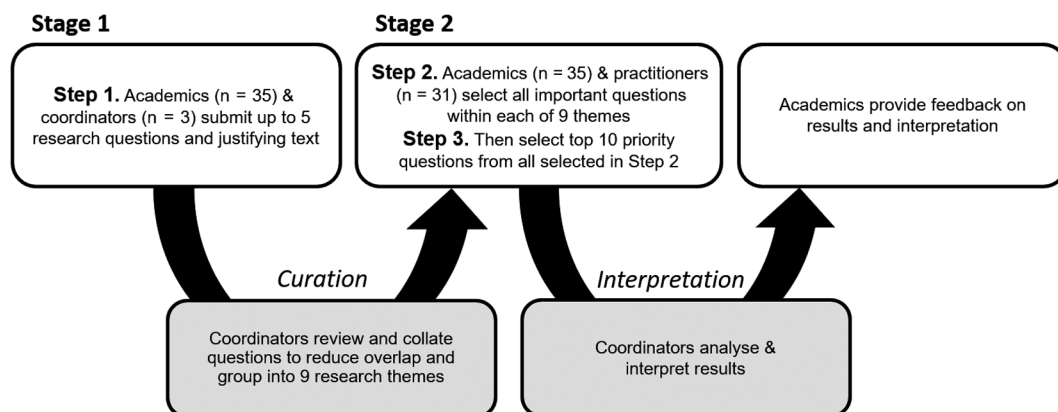 Stage 1
Step 1. Academics (n = 35) &
coordinators (n = 3) submit up to 5
research questions and justifying text
Stage 2
Step 2. Academics (n = 35) & practitioners
(n = 31) select all important questions
within each of 9 themes
Step 3. Then select top 10 priority
questions from all selected in Step 2
Academics provide feedback on
results and interpretation
Curation
Coordinators review and collate
questions to reduce overlap and
group into 9 research themes
Interpretation
Coordinators analyse &
interpret results